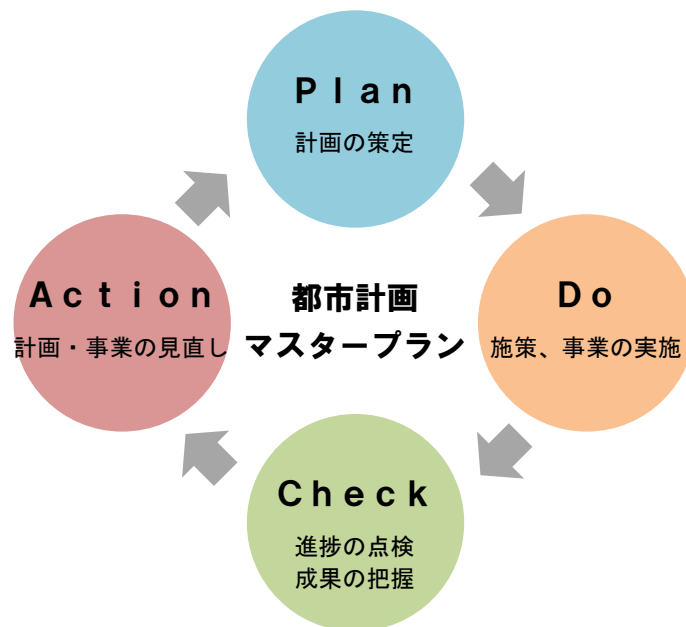 Plan
計画の策定
Action
計画・事業の見直し
都市計画
マスタープラン
Do
施策、事業の実施
Check
進捗の点検
成果の把握